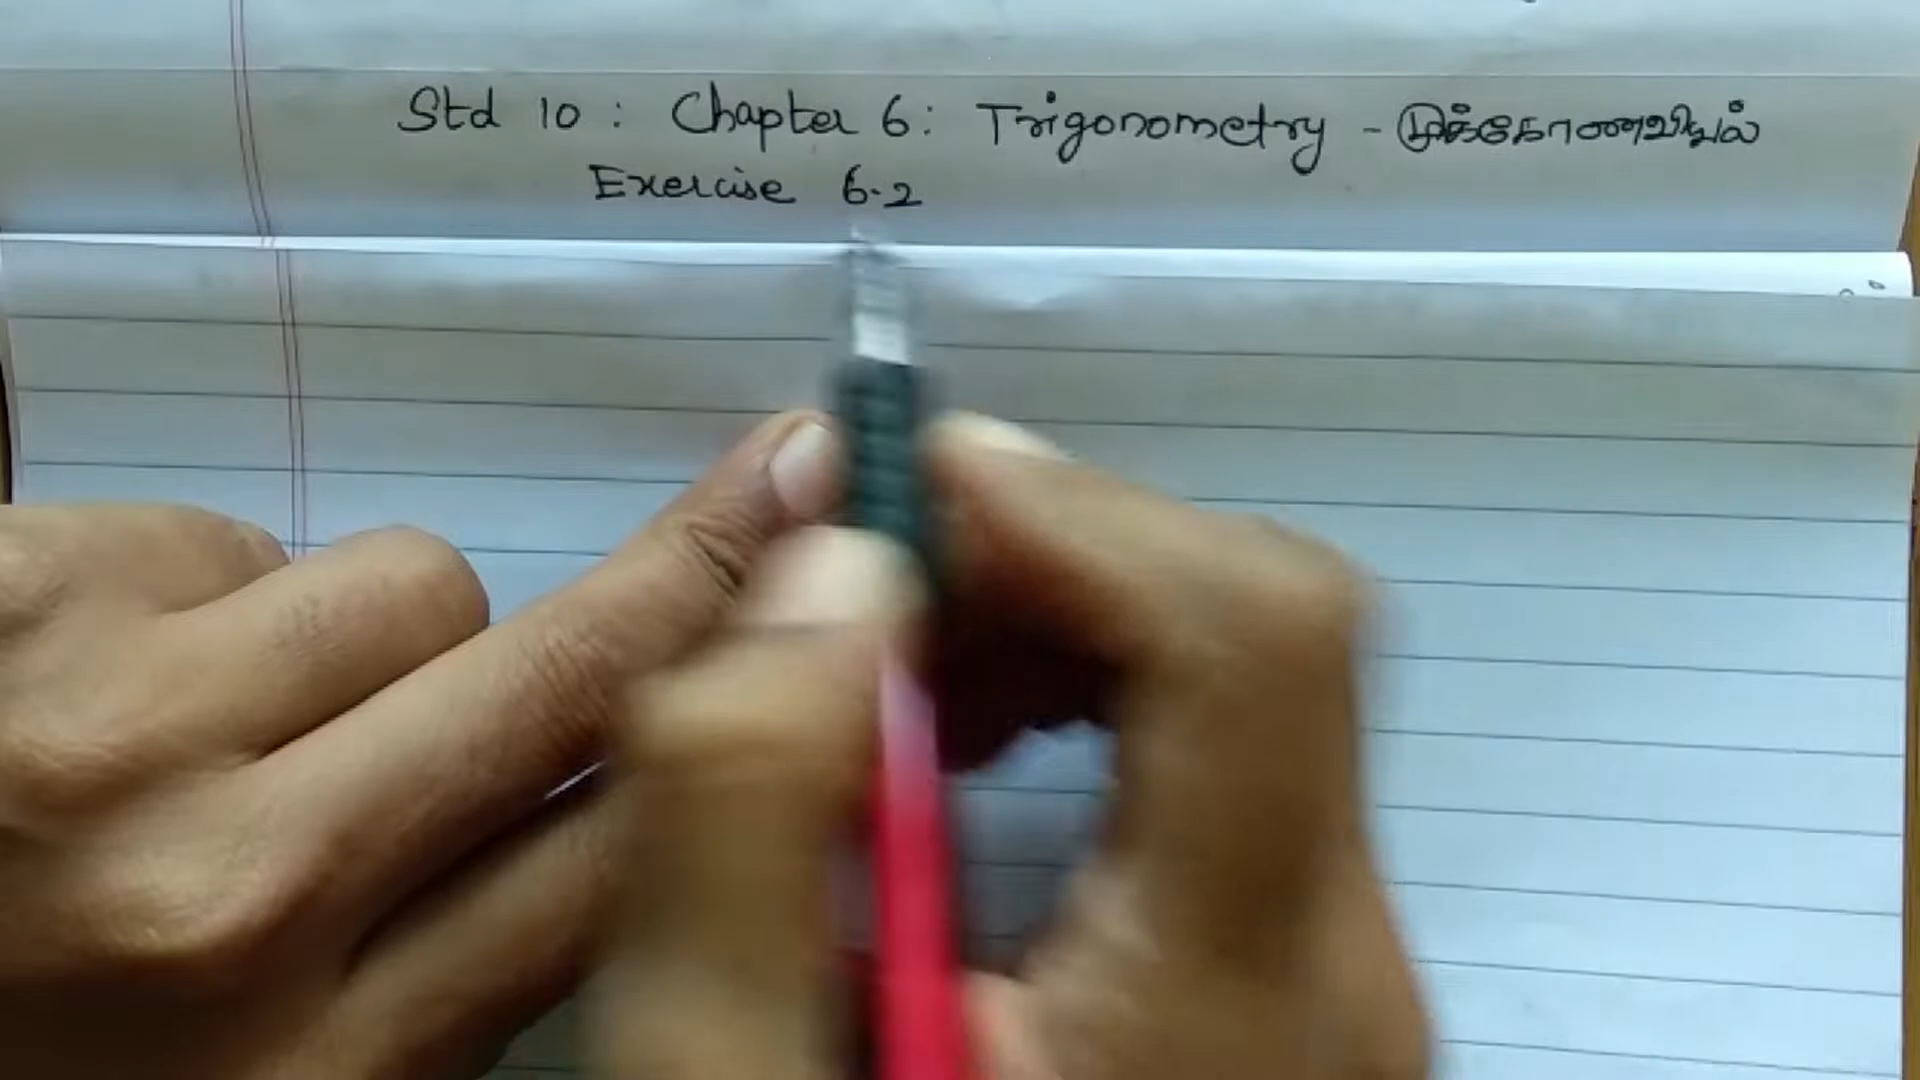 Std 10 : Chapter 6 : Trigonometry - முக்கோணவியல்
Exercise 6.2